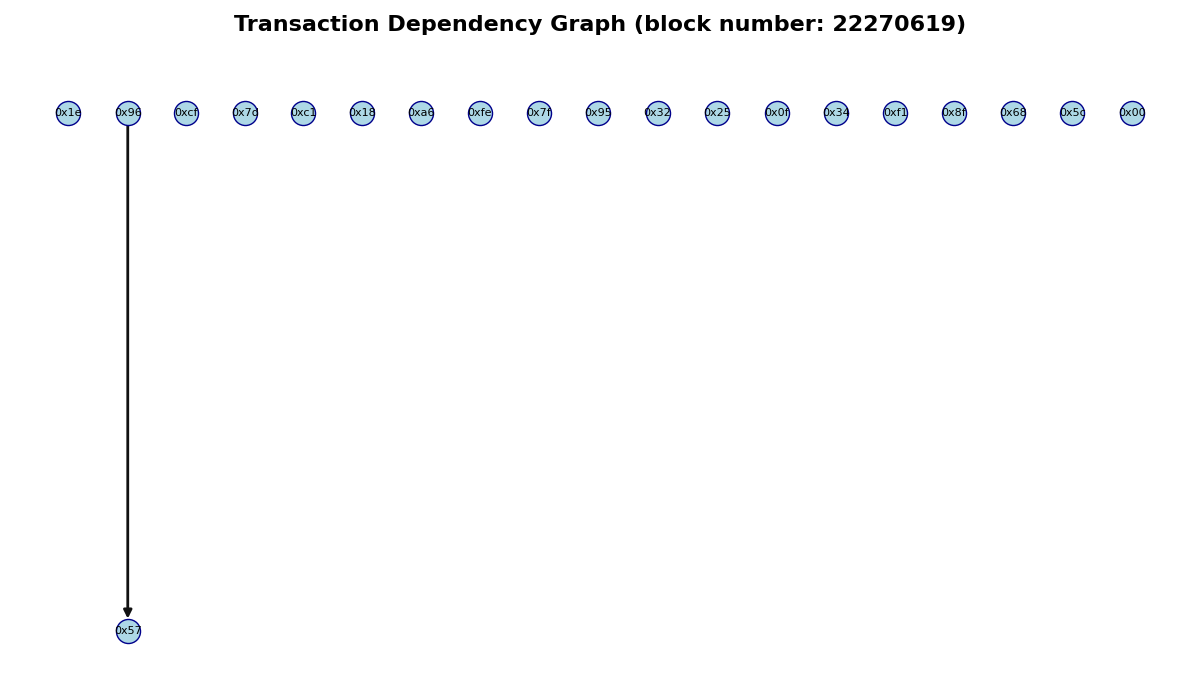 Transaction Dependency Graph (block number: 22270619)
0x1e 0x96 0xcf 0x7d 0xc1 0x18 0xa6 0xfe 0x7f 0x95 0x32 0x25 0x0f 0x34 0xf1 0x8f 0x68 0x5c 0x00
0x57